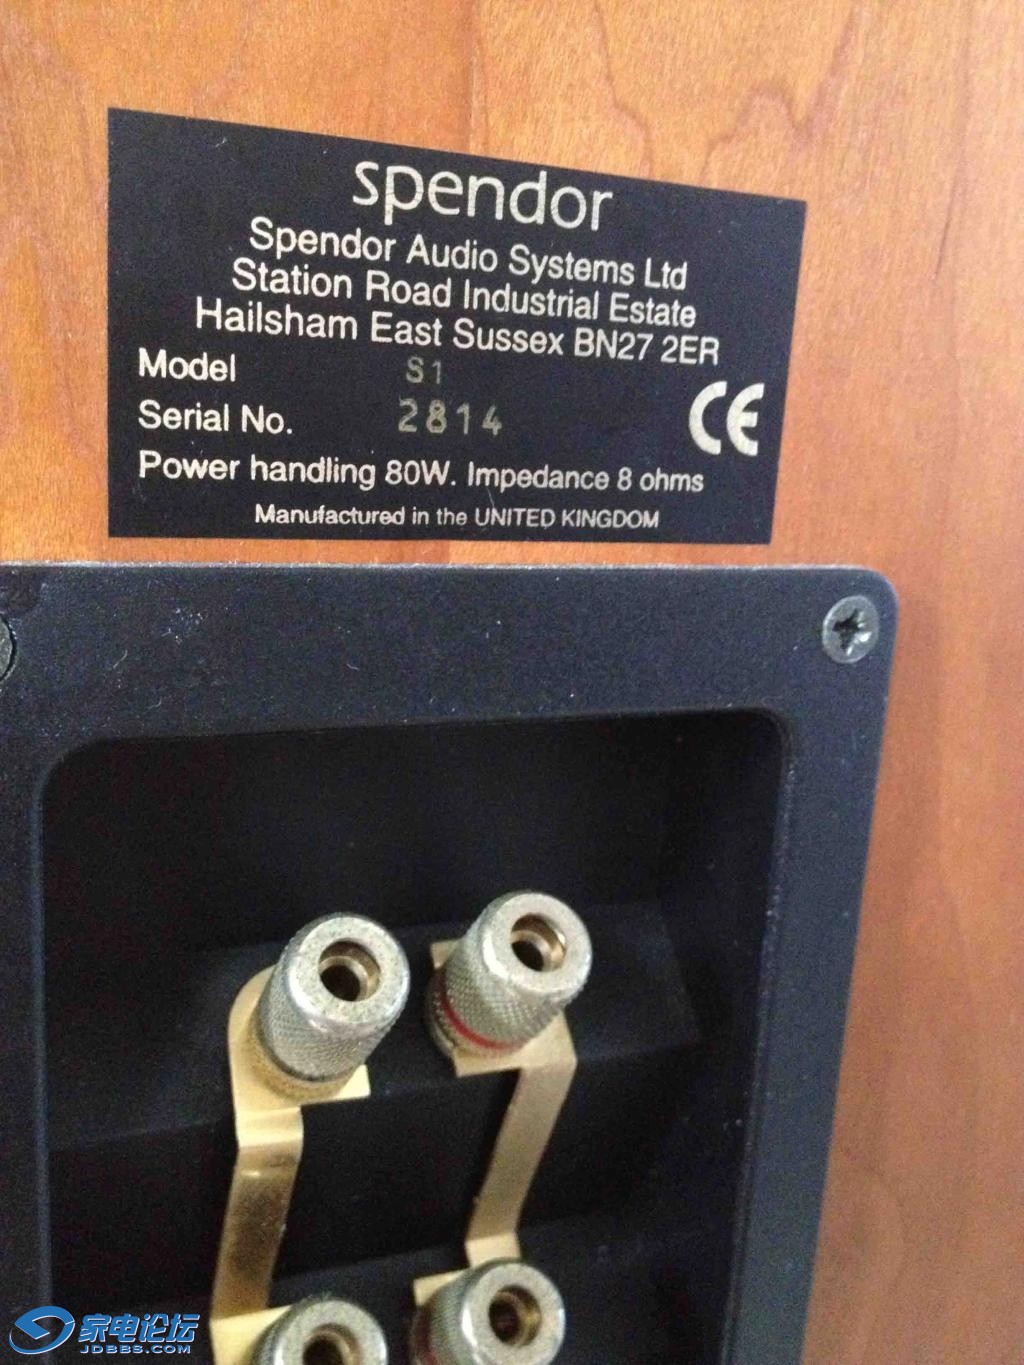 spendor
Spendor Audio Systems Ltd
Station Road Industrial Estate
Hailsham East Sussex BN27 2ER
Model S1
Serial No. 2814
CE
Power handling 80W. Impedance 8 ohms
Manufactured in the UNITED KINGDOM
家电论坛
JDBBS.COM